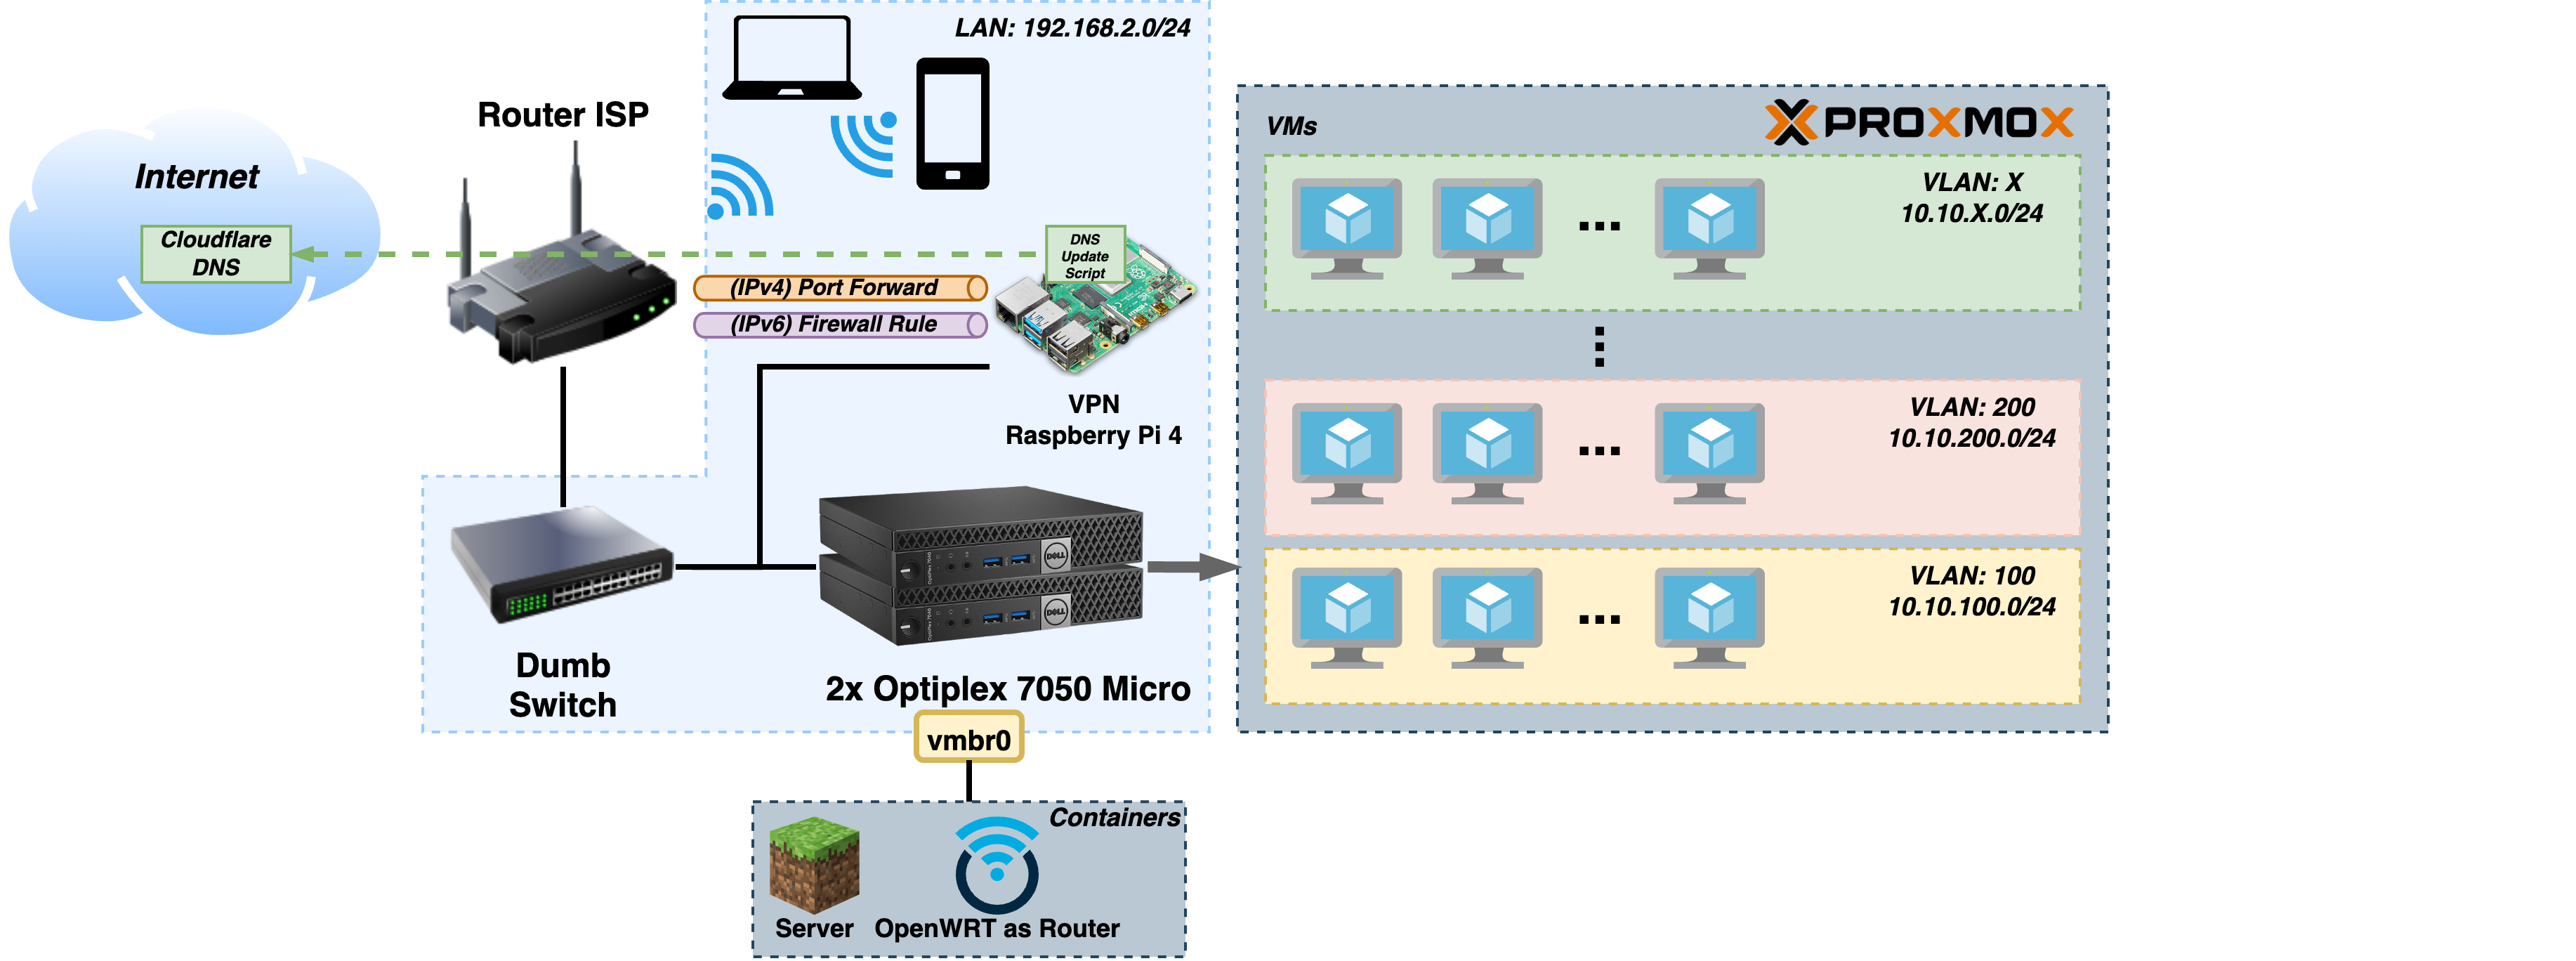 LAN: 192.168.2.0/24
Router ISP
Internet
Cloudflare
DNS
DNS
Update
Script
(IPv4) Port Forward
(IPv6) Firewall Rule
VPN
Raspberry Pi 4
Dumb
Switch
DELL
DELL
2x Optiplex 7050 Micro
vmbr0
Containers
Server
OpenWRT as Router
VMs
PROXMOX
VLAN: X
10.10.X.0/24
VLAN: 200
10.10.200.0/24
VLAN: 100
10.10.100.0/24